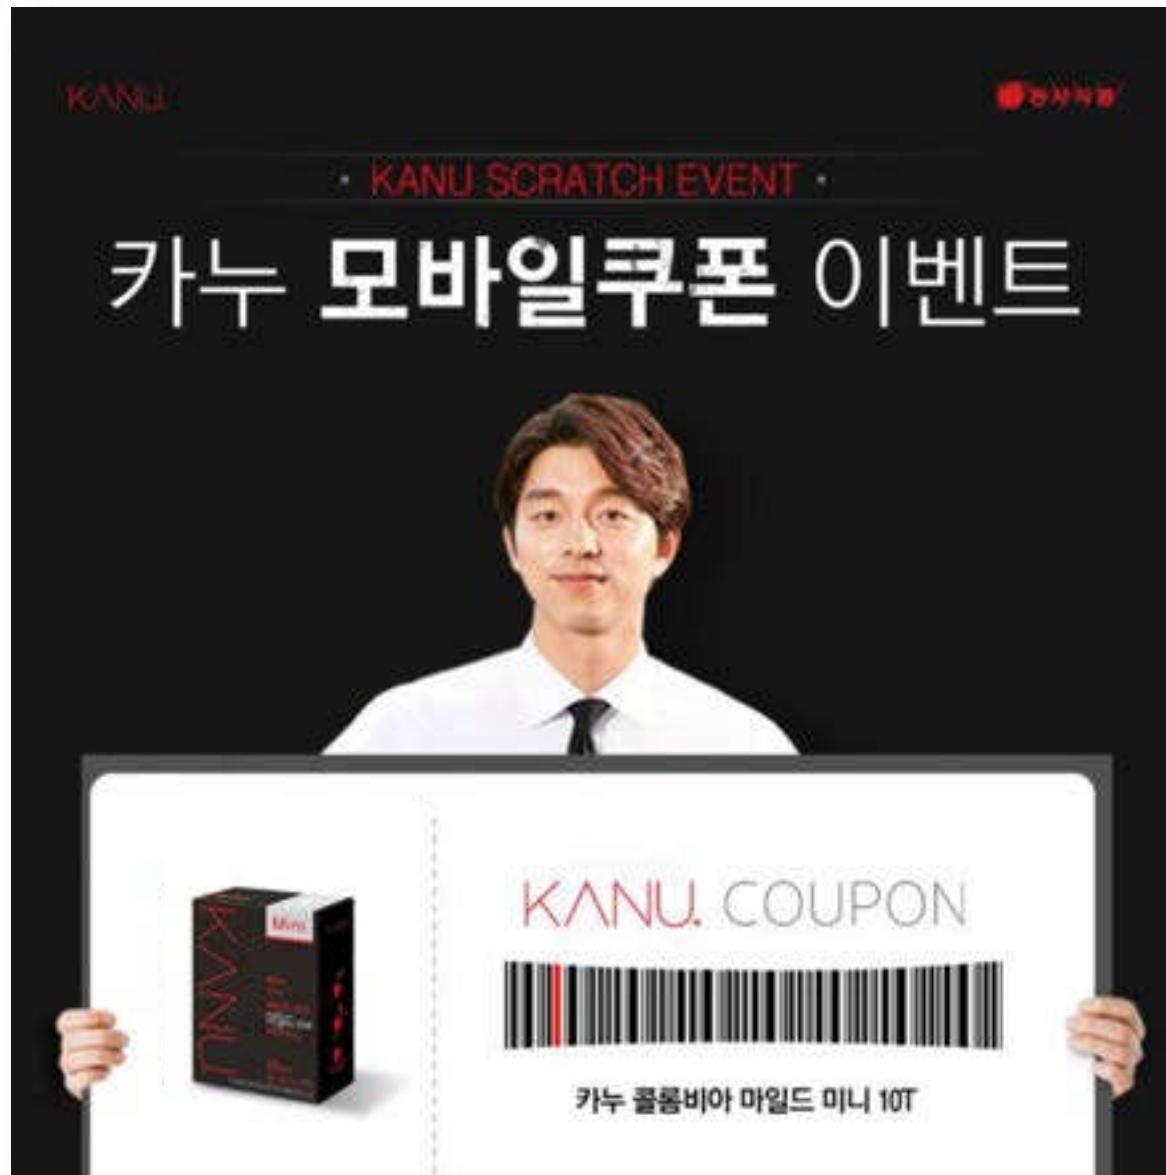 KANU.
· KANU SCRATCH EVENT ·
카누 모바일쿠폰 이벤트
KANU. COUPON
KANU
Mini
카누 콜롬비아 마일드 미니 10T